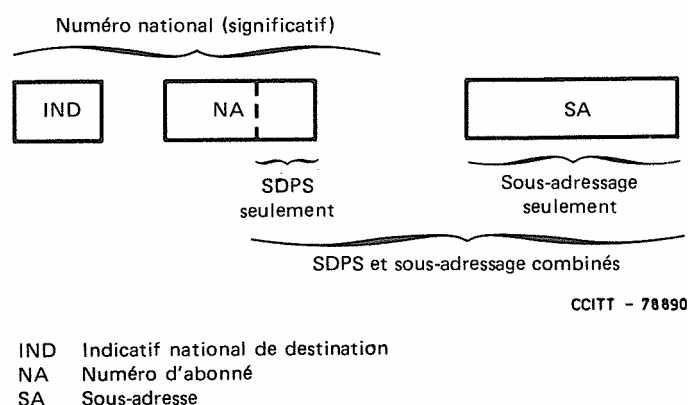 Numéro national (significatif)
IND NA SA
SDPS
seulement
Sous-adressage
seulement
SDPS et sous-adressage combinés
CCITT - 78890
IND Indicatif national de destination
NA Numéro d'abonné
SA Sous-adresse